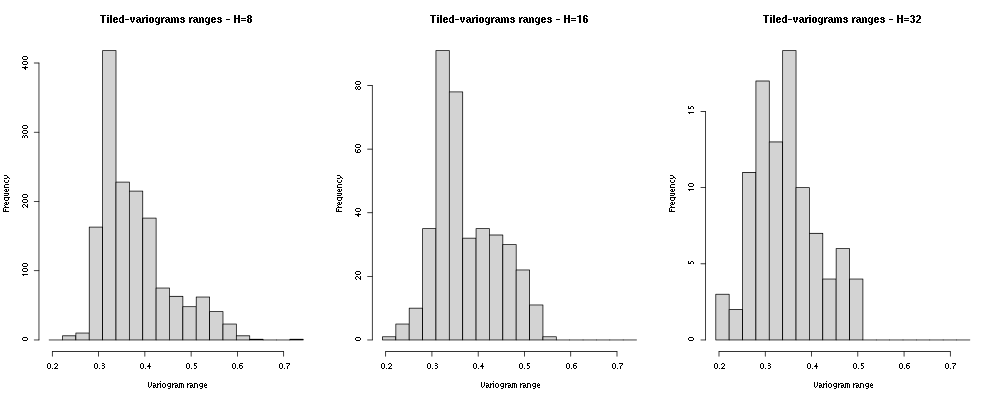 Tiled-variograms ranges - H=8
Frequency
400
300
200
100
0
0.2 0.3 0.4 0.5 0.6 0.7
Variogram range
Tiled-variograms ranges - H=16
Frequency
80
60
40
20
0
0.2 0.3 0.4 0.5 0.6 0.7
Variogram range
Tiled-variograms ranges - H=32
Frequency
15
10
5
0
0.2 0.3 0.4 0.5 0.6 0.7
Variogram range